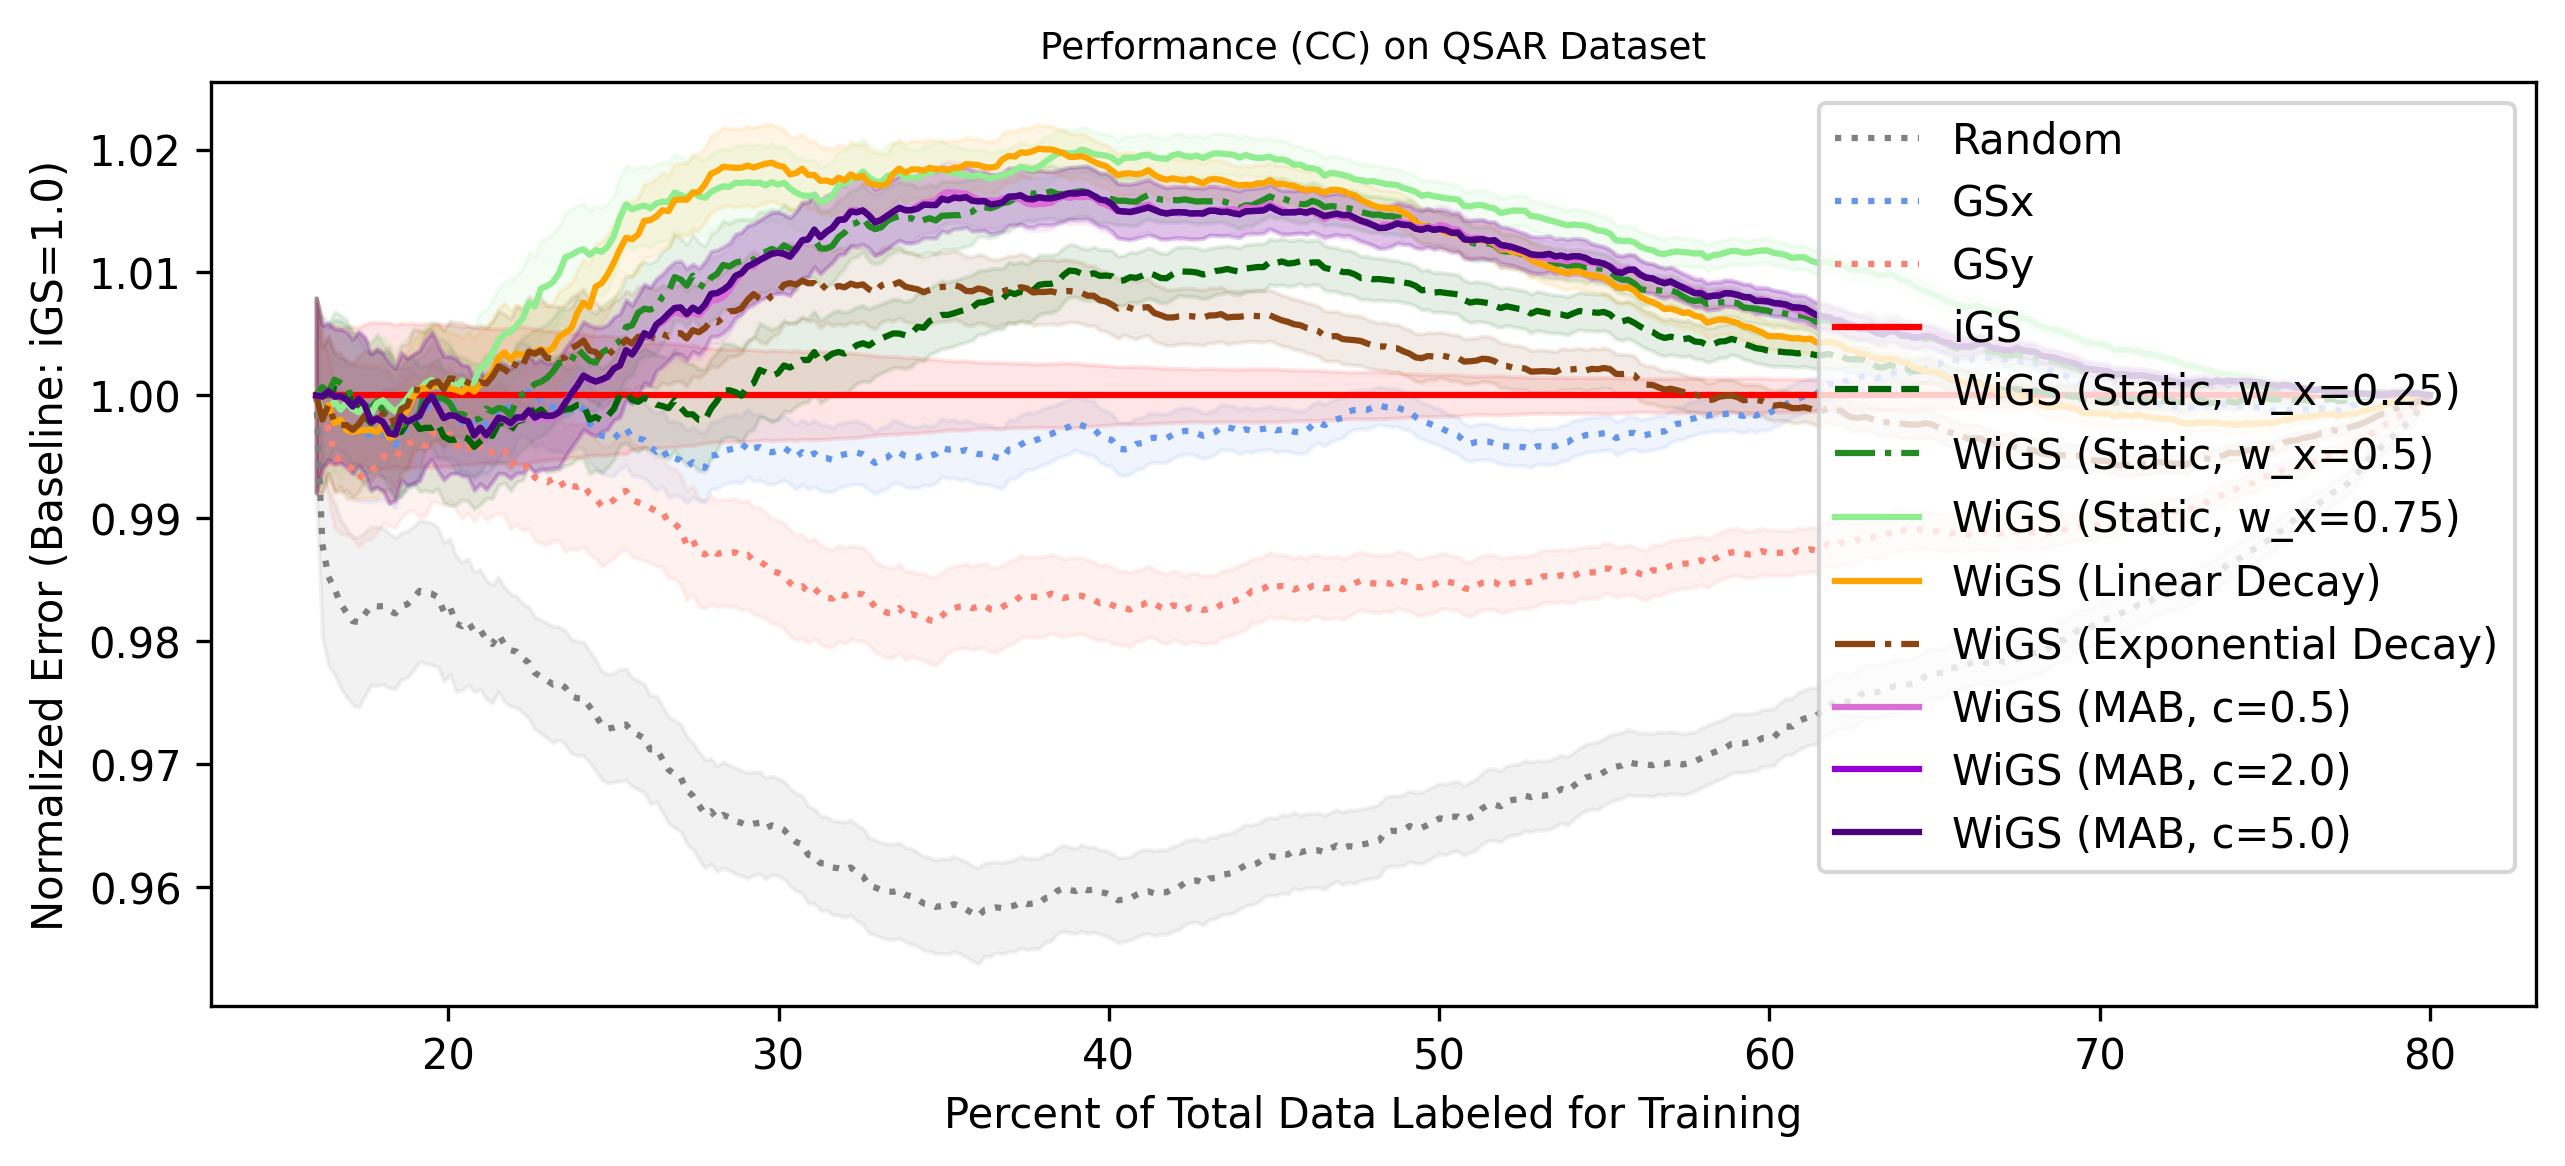 Performance (CC) on QSAR Dataset
Normalized Error (Baseline: iGS=1.0)
1.02
1.01
1.00
0.99
0.98
0.97
0.96
20
30
40
50
60
70
80
Percent of Total Data Labeled for Training
Random
GSx
GSy
iGS
WiGS (Static, w_x=0.25)
WiGS (Static, w_x=0.5)
WiGS (Static, w_x=0.75)
WiGS (Linear Decay)
WiGS (Exponential Decay)
WiGS (MAB, c=0.5)
WiGS (MAB, c=2.0)
WiGS (MAB, c=5.0)